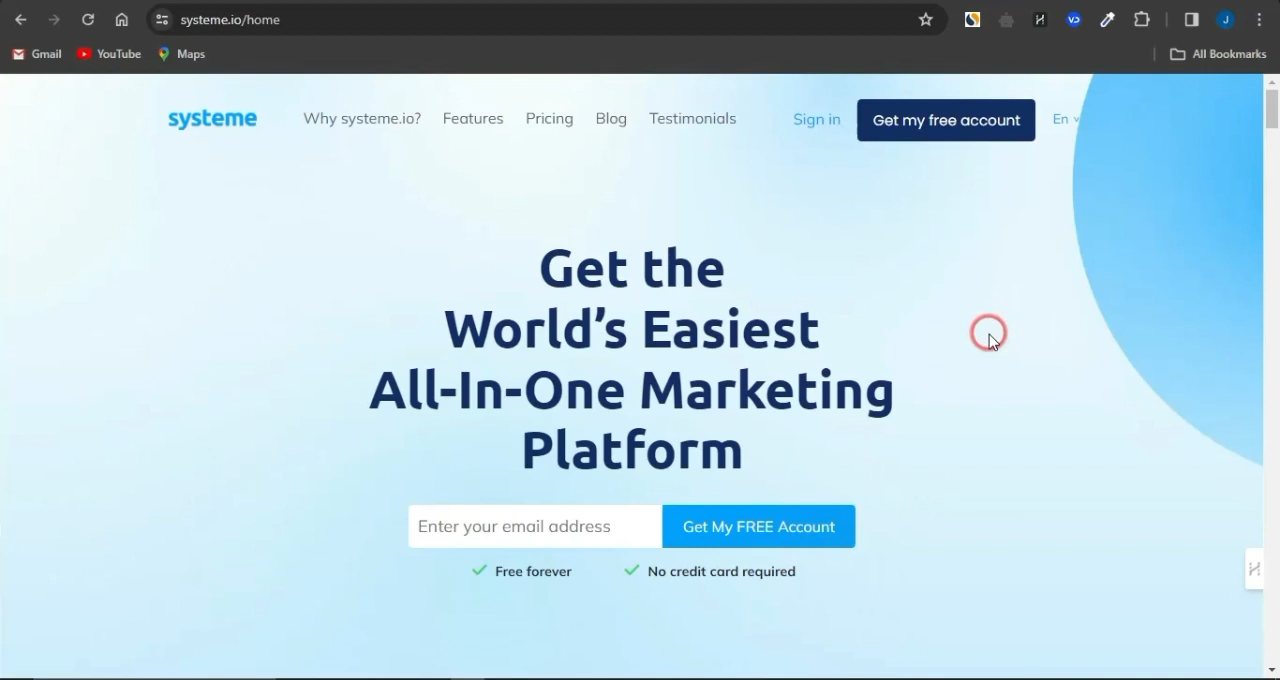 systeme.io/home
Gmail YouTube Maps All Bookmarks
systeme Why systeme.io? Features Pricing Blog Testimonials Sign in Get my free account En
Get the
World's Easiest
All-In-One Marketing
Platform
Enter your email address Get My FREE Account
Free forever No credit card required